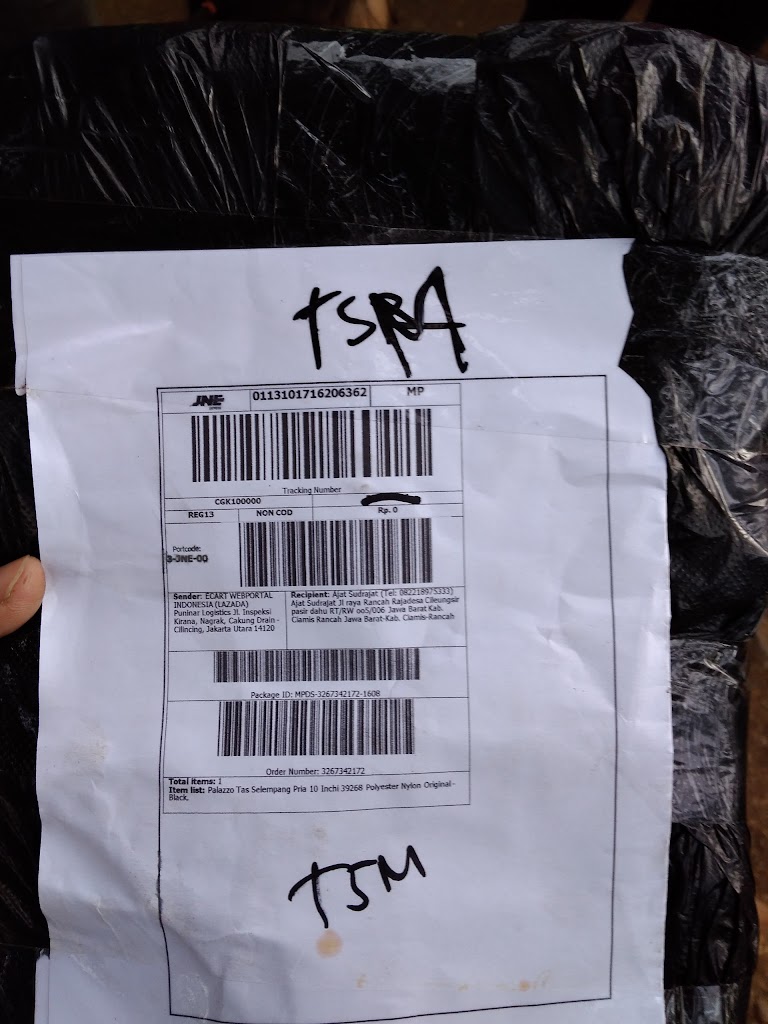 JNE 0113101716206362 MP
Tracking Number
CGK100000
REG13 NON COD Rp. 0
Portcode:
3-JNE-00
Sender: ECART WEBPORTAL
INDONESIA (LAZADA)
Puninar Logistics Jl. Inspeksi
Kirana, Nagrak, Cakung Drain -
Cilincing, Jakarta Utara 14120
Recipient: Ajat Sudrajat (Tel: 082218975333)
Ajat Sudrajat Jl raya Rancah Rajadesa Cileungsir
pasir dahu RT/RW oo5/006 Jawa Barat Kab.
Ciamis Rancah Jawa Barat-Kab. Ciamis-Rancah
Package ID: MPDS-3267342172-1608
Order Number: 3267342172
Total items: 1
Item list: Palazzo Tas Selempang Pria 10 Inchi 39268 Polyester Nylon Original-
Black,
TSM